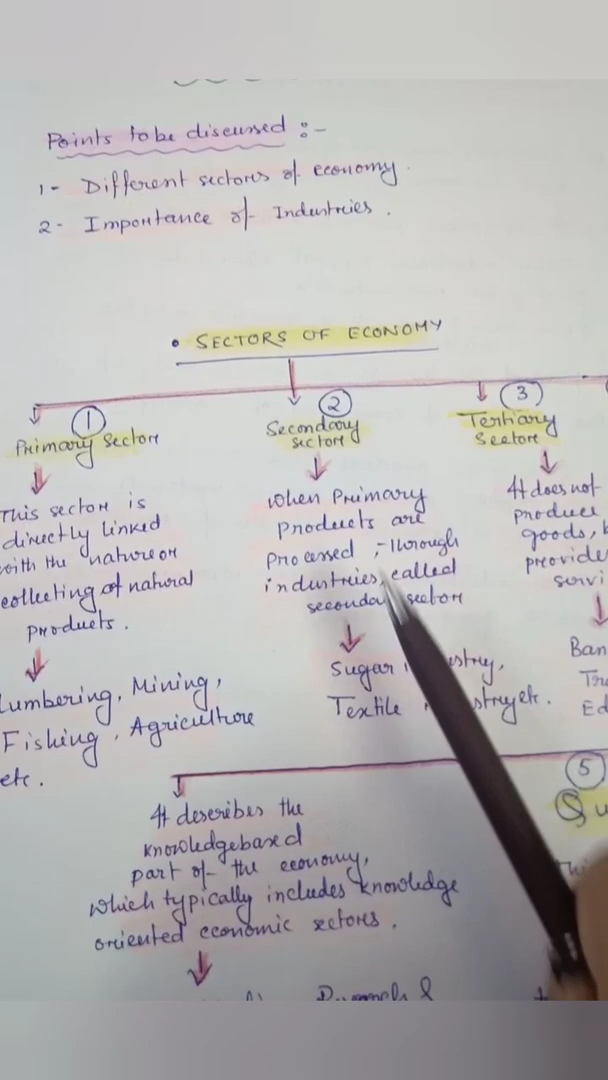 Points to be discussed :-
1- Different sectors of economy.
2- Importance of Industries.
• SECTORS OF ECONOMY
1
Primary Sector
This sector is
directly linked
with the nature or
collecting of natural
products.
Lumbering, Mining,
Fishing, Agriculture
etc.
2
Secondary
sector
When Primary
Products are
Processed, through
industries, called
sector
Sugar
Textile etc.
3
Tertiary
Sector
It does not
produce
goods,
It describes the
knowledgebased
part of the economy,
which typically includes knowledge
oriented economic sectors.
5